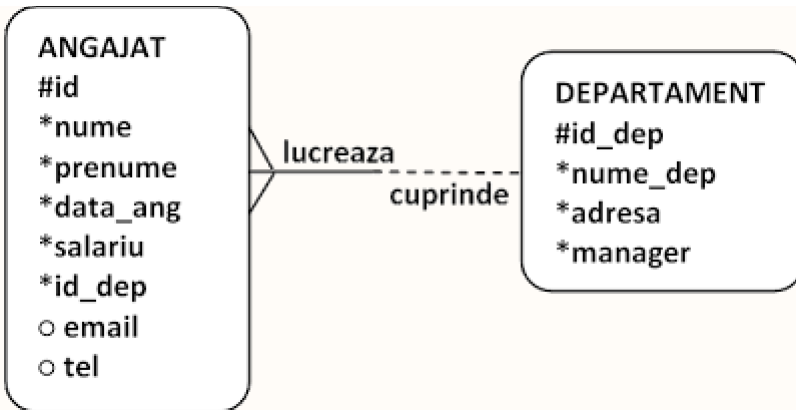 ANGAJAT
#id
*nume
*prenume
*data_ang
*salariu
*id_dep
○ email
○ tel
lucreaza
cuprinde
DEPARTAMENT
#id_dep
*nume_dep
*adresa
*manager